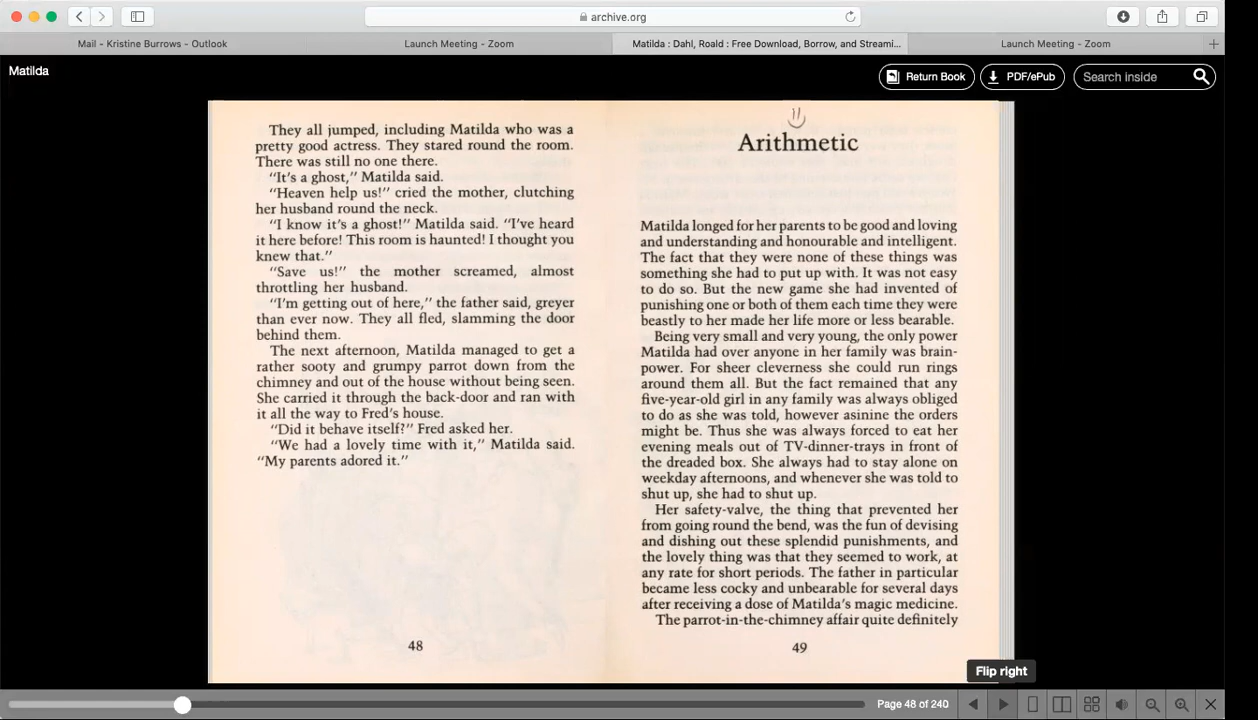 archive.org
Mail - Kristine Burrows - Outlook
Launch Meeting - Zoom
Matilda : Dahl, Roald : Free Download, Borrow, and Streami...
Launch Meeting - Zoom
Matilda
Return Book
PDF/ePub
Search inside
They all jumped, including Matilda who was a
pretty good actress. They stared round the room.
There was still no one there.
“It’s a ghost,” Matilda said.
“Heaven help us!” cried the mother, clutching
her husband round the neck.
“I know it’s a ghost!” Matilda said. “I’ve heard
it here before! This room is haunted! I thought you
knew that.”
“Save us!” the mother screamed, almost
throttling her husband.
“I’m getting out of here,” the father said, greyer
than ever now. They all fled, slamming the door
behind them.
The next afternoon, Matilda managed to get a
rather sooty and grumpy parrot down from the
chimney and out of the house without being seen.
She carried it through the back-door and ran with
it all the way to Fred’s house.
“Did it behave itself?” Fred asked her.
“We had a lovely time with it,” Matilda said.
“My parents adored it.”
48
Arithmetic
Matilda longed for her parents to be good and loving
and understanding and honourable and intelligent.
The fact that they were none of these things was
something she had to put up with. It was not easy
to do so. But the new game she had invented of
punishing one or both of them each time they were
beastly to her made her life more or less bearable.
Being very small and very young, the only power
Matilda had over anyone in her family was brain-
power. For sheer cleverness she could run rings
around them all. But the fact remained that any
five-year-old girl in any family was always obliged
to do as she was told, however asinine the orders
might be. Thus she was always forced to eat her
evening meals out of TV-dinner-trays in front of
the dreaded box. She always had to stay alone on
weekday afternoons, and whenever she was told to
shut up, she had to shut up.
Her safety-valve, the thing that prevented her
from going round the bend, was the fun of devising
and dishing out these splendid punishments, and
the lovely thing was that they seemed to work, at
any rate for short periods. The father in particular
became less cocky and unbearable for several days
after receiving a dose of Matilda’s magic medicine.
The parrot-in-the-chimney affair quite definitely
49
Flip right
Page 48 of 240